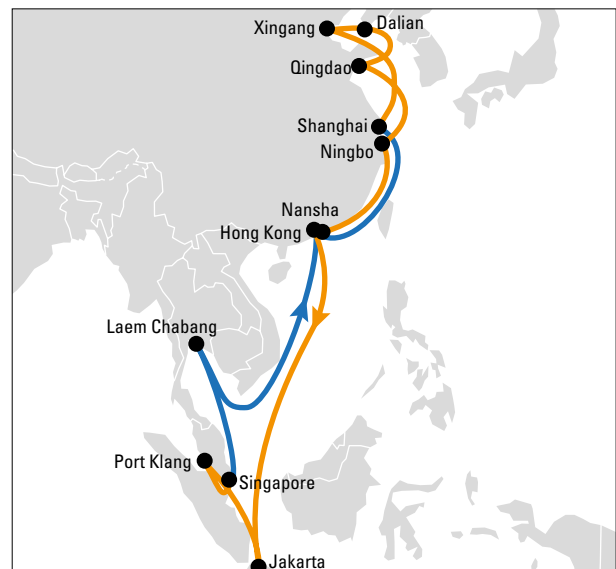 Xingang
Dalian
Qingdao
Shanghai
Ningbo
Nansha
Hong Kong
Laem Chabang
Port Klang
Singapore
Jakarta